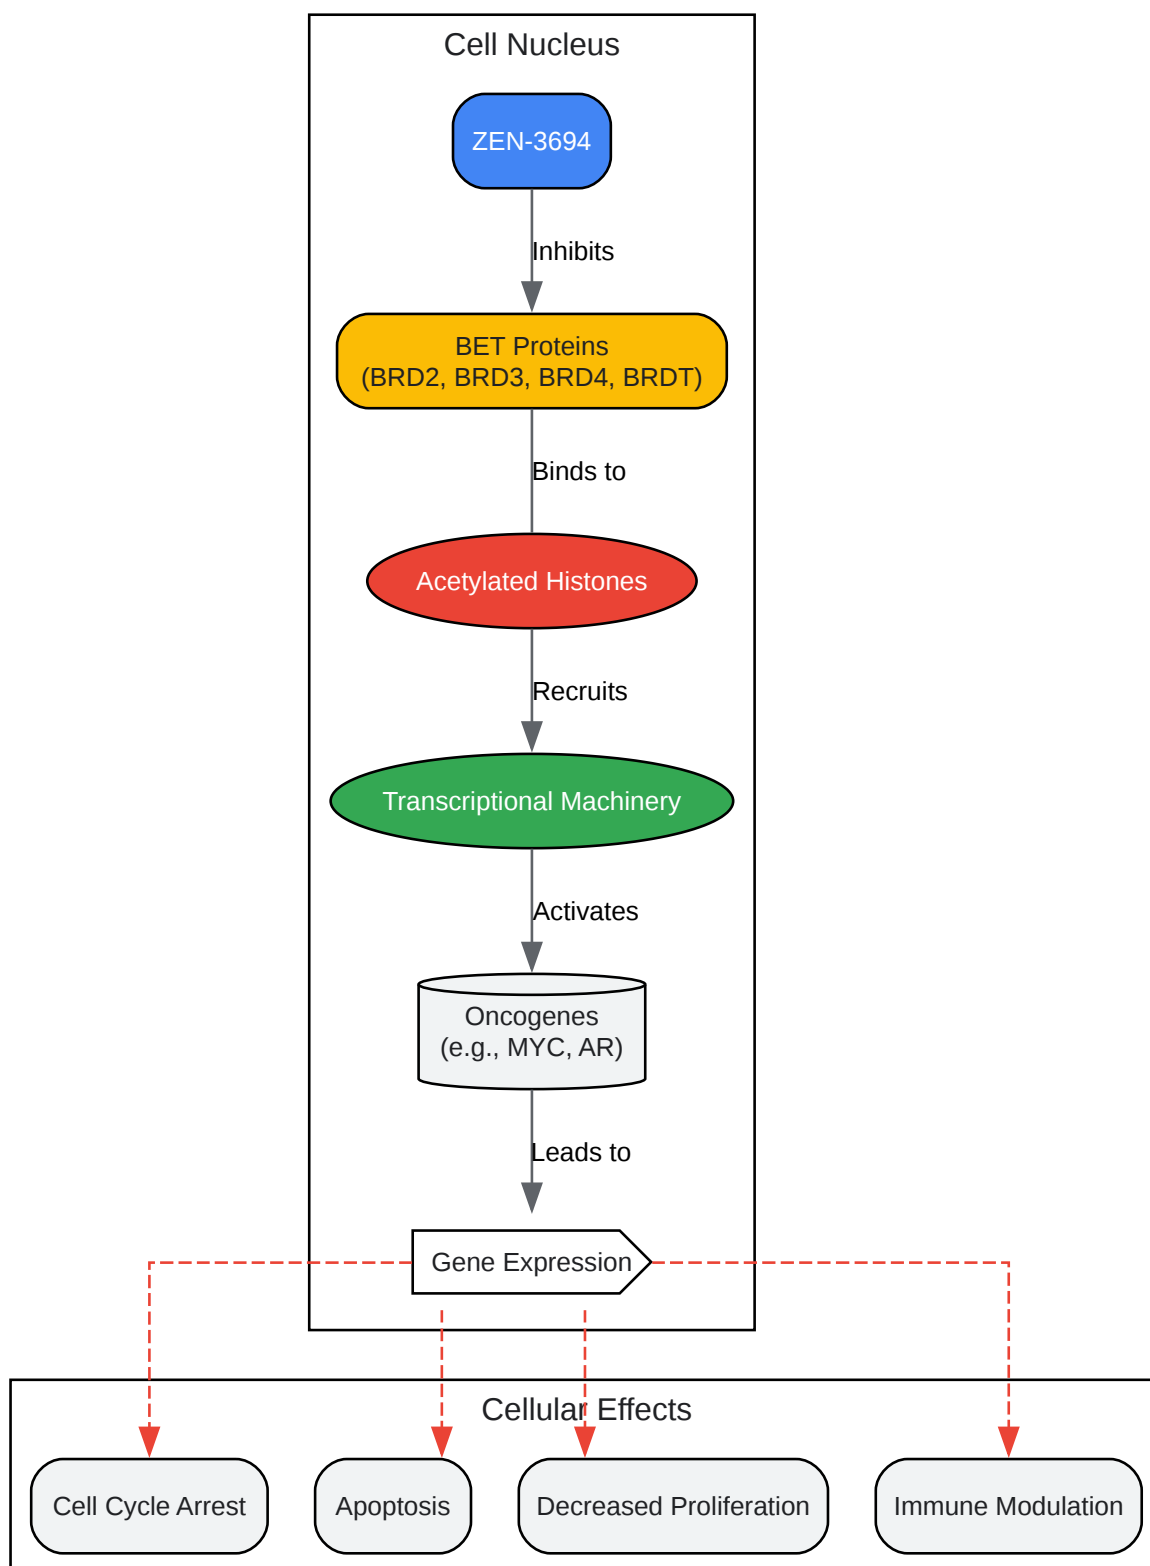 Cell Nucleus
ZEN-3694
Inhibits
BET Proteins
(BRD2, BRD3, BRD4, BRDT)
Binds to
Acetylated Histones
Recruits
Transcriptional Machinery
Activates
Oncogenes
(e.g., MYC, AR)
Leads to
Gene Expression
Cellular Effects
Cell Cycle Arrest
Apoptosis
Decreased Proliferation
Immune Modulation